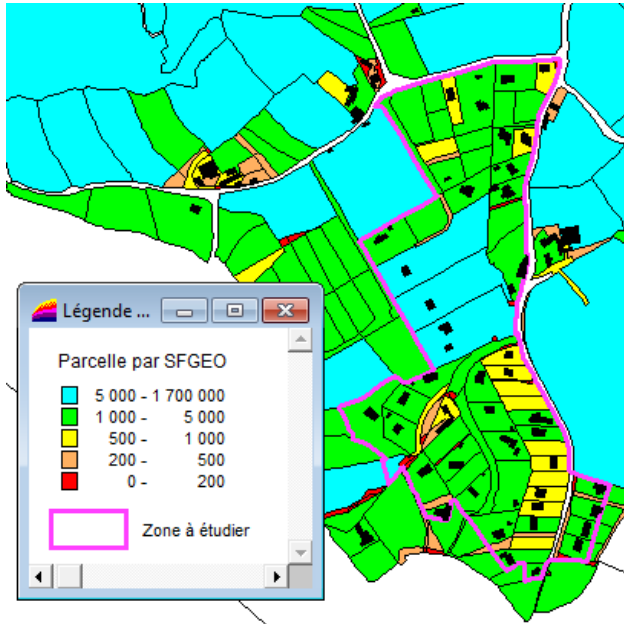 Légende ...
Parcelle par SFGEO
5 000 - 1 700 000
1 000 - 5 000
500 - 1 000
200 - 500
0 - 200
Zone à étudier